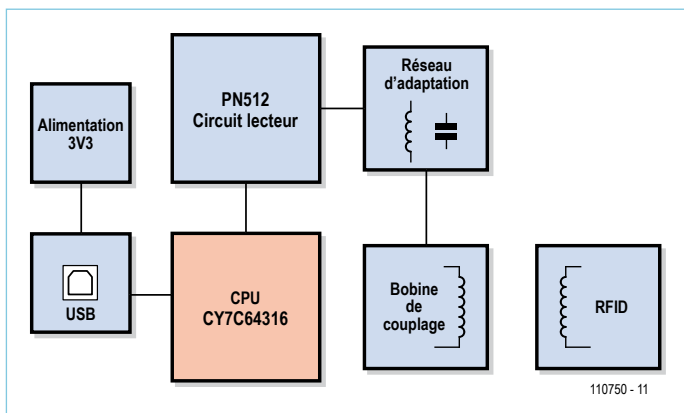 Alimentation
3V3
PN512
Circuit lecteur
Réseau
d'adaptation
USB
CPU
CY7C64316
Bobine
de
couplage
RFID
110750 - 11